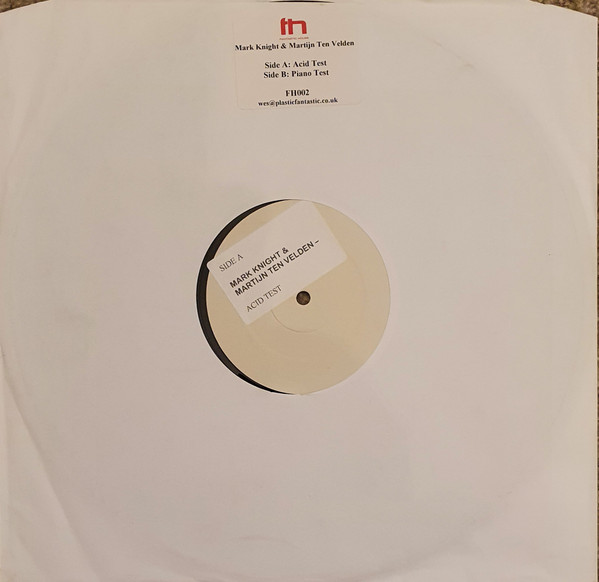 fh
Mark Knight & Martijn Ten Velden
Side A: Acid Test
Side B: Piano Test
FH002
wes@plasticfantastic.co.uk
SIDE A
MARK KNIGHT &
MARTIJN TEN VELDEN –
ACID TEST